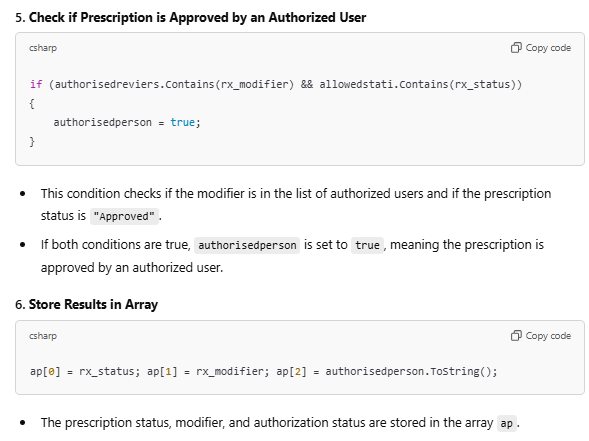 5. Check if Prescription is Approved by an Authorized User
csharp
Copy code
if (authorisedreviers.Contains(rx_modifier) && allowedstati.Contains(rx_status))
{
authorisedperson = true;
}
This condition checks if the modifier is in the list of authorized users and if the prescription
status is "Approved".
If both conditions are true, authorisedperson is set to true, meaning the prescription is
approved by an authorized user.
6. Store Results in Array
csharp
Copy code
ap[0] = rx_status; ap[1] = rx_modifier; ap[2] = authorisedperson.ToString();
The prescription status, modifier, and authorization status are stored in the array ap.